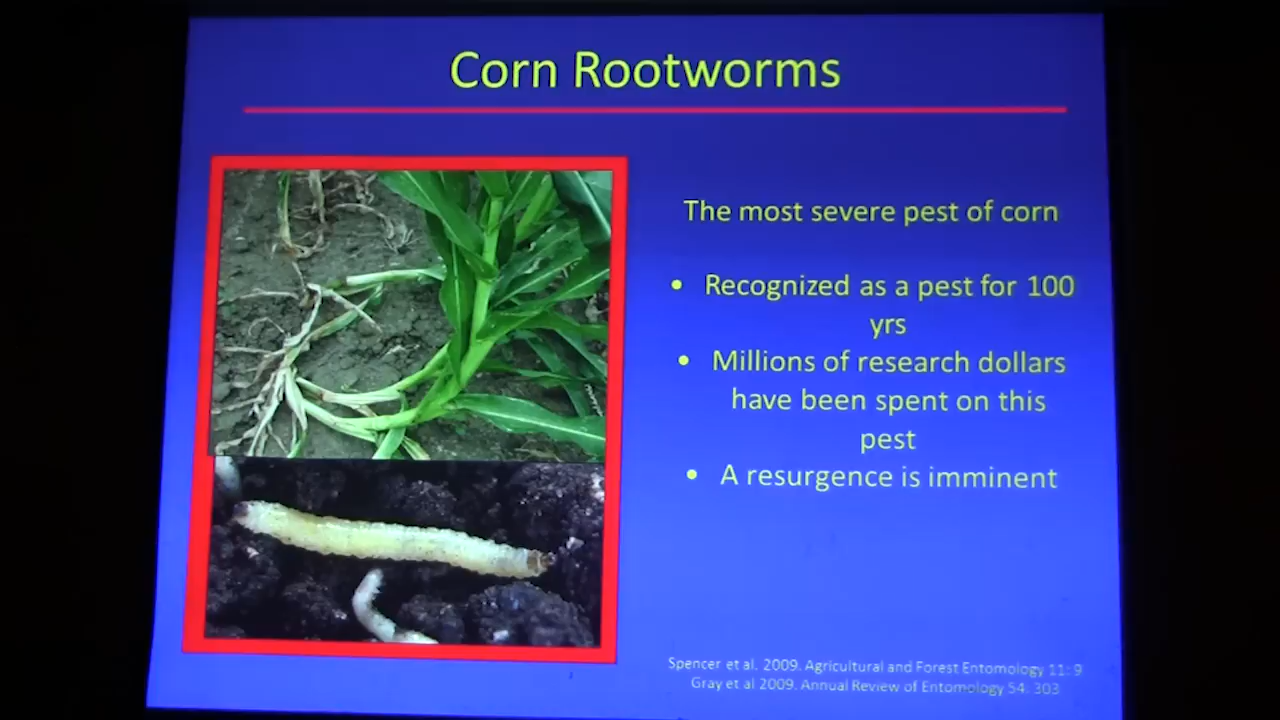 Corn Rootworms
The most severe pest of corn
• Recognized as a pest for 100
yrs
• Millions of research dollars
have been spent on this
pest
• A resurgence is imminent
Spencer et al. 2009. Agricultural and Forest Entomology 11: 9
Gray et al 2009. Annual Review of Entomology 54: 303